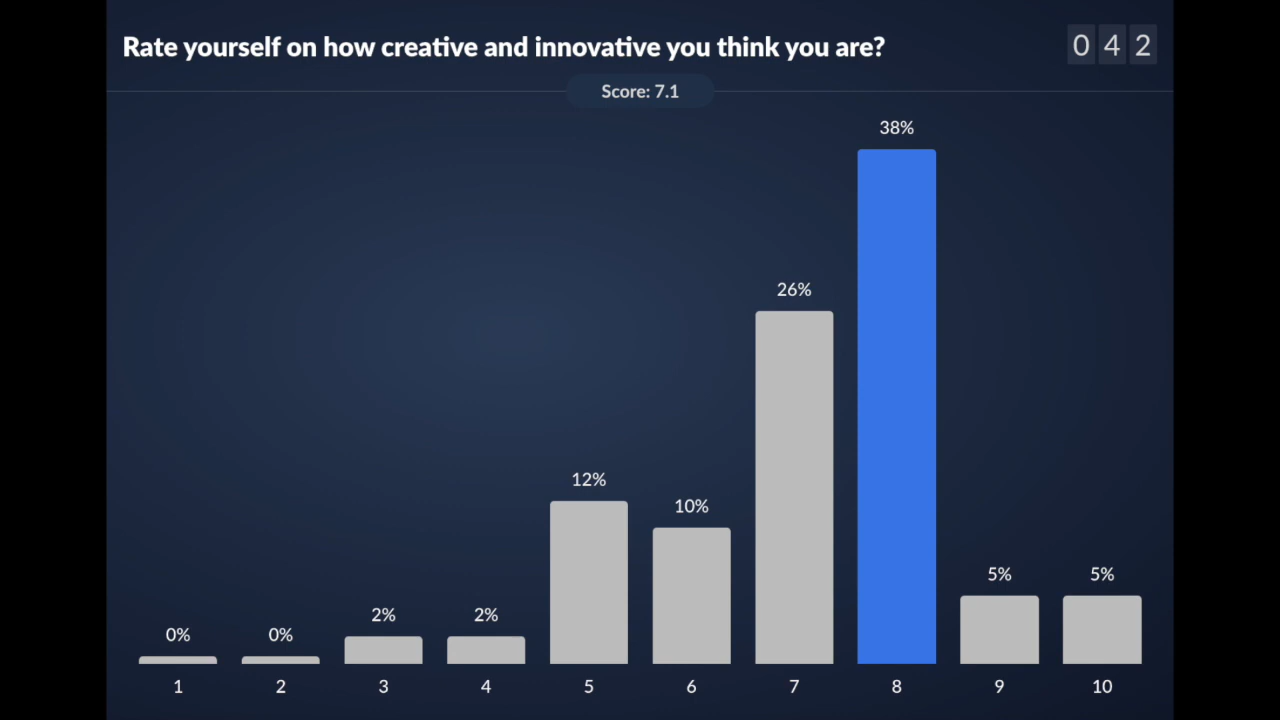 Rate yourself on how creative and innovative you think you are?
0 4 2
Score: 7.1
38%
26%
12%
10%
5% 5%
2% 2%
0% 0%
1 2 3 4 5 6 7 8 9 10